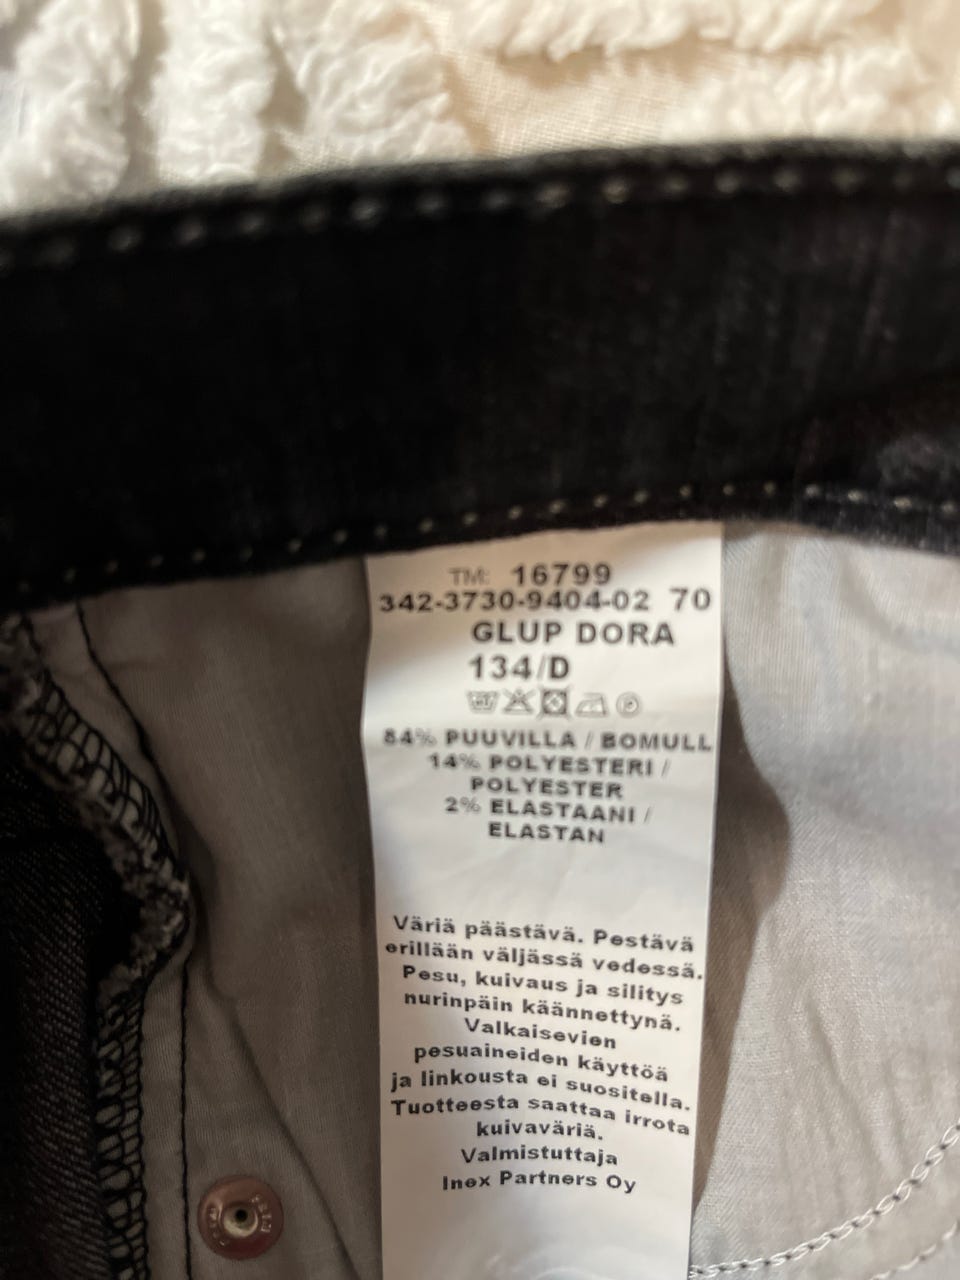 TM: 16799
342-3730-9404-02 70
GLUP DORA
134/D
84% PUUVILLA / BOMULL
14% POLYESTERI /
POLYESTER
2% ELASTAANI /
ELASTAN
Väriä päästävä. Pestävä
erillään väljässä vedessä.
Pesu, kuivaus ja silitys
nurinpäin käännettynä.
Valkaisevien
pesuaineiden käyttöä
ja linkousta ei suositella.
Tuotteesta saattaa irrota
kuivaväriä.
Valmistuttaja
Inex Partners Oy